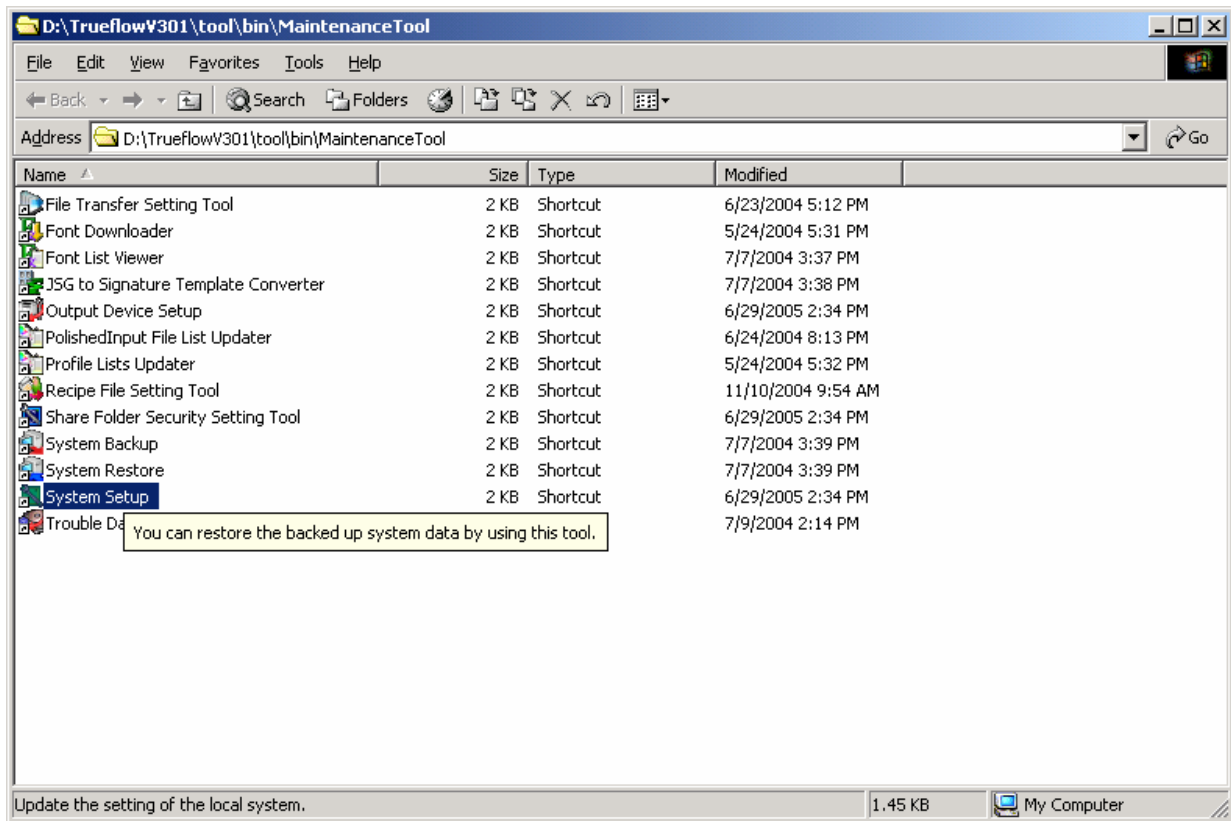 D:\TrueflowV301\tool\bin\MaintenanceTool
File Edit View Favorites Tools Help
Back Search Folders
Address D:\TrueflowV301\tool\bin\MaintenanceTool Go
Name Size Type Modified
File Transfer Setting Tool 2 KB Shortcut 6/23/2004 5:12 PM
Font Downloader 2 KB Shortcut 5/24/2004 5:31 PM
Font List Viewer 2 KB Shortcut 7/7/2004 3:37 PM
JSG to Signature Template Converter 2 KB Shortcut 7/7/2004 3:38 PM
Output Device Setup 2 KB Shortcut 6/29/2005 2:34 PM
PolishedInput File List Updater 2 KB Shortcut 6/24/2004 8:13 PM
Profile Lists Updater 2 KB Shortcut 5/24/2004 5:32 PM
Recipe File Setting Tool 2 KB Shortcut 11/10/2004 9:54 AM
Share Folder Security Setting Tool 2 KB Shortcut 6/29/2005 2:34 PM
System Backup 2 KB Shortcut 7/7/2004 3:39 PM
System Restore 2 KB Shortcut 7/7/2004 3:39 PM
System Setup 2 KB Shortcut 6/29/2005 2:34 PM
Trouble Da 7/9/2004 2:14 PM
You can restore the backed up system data by using this tool.
Update the setting of the local system. 1.45 KB My Computer